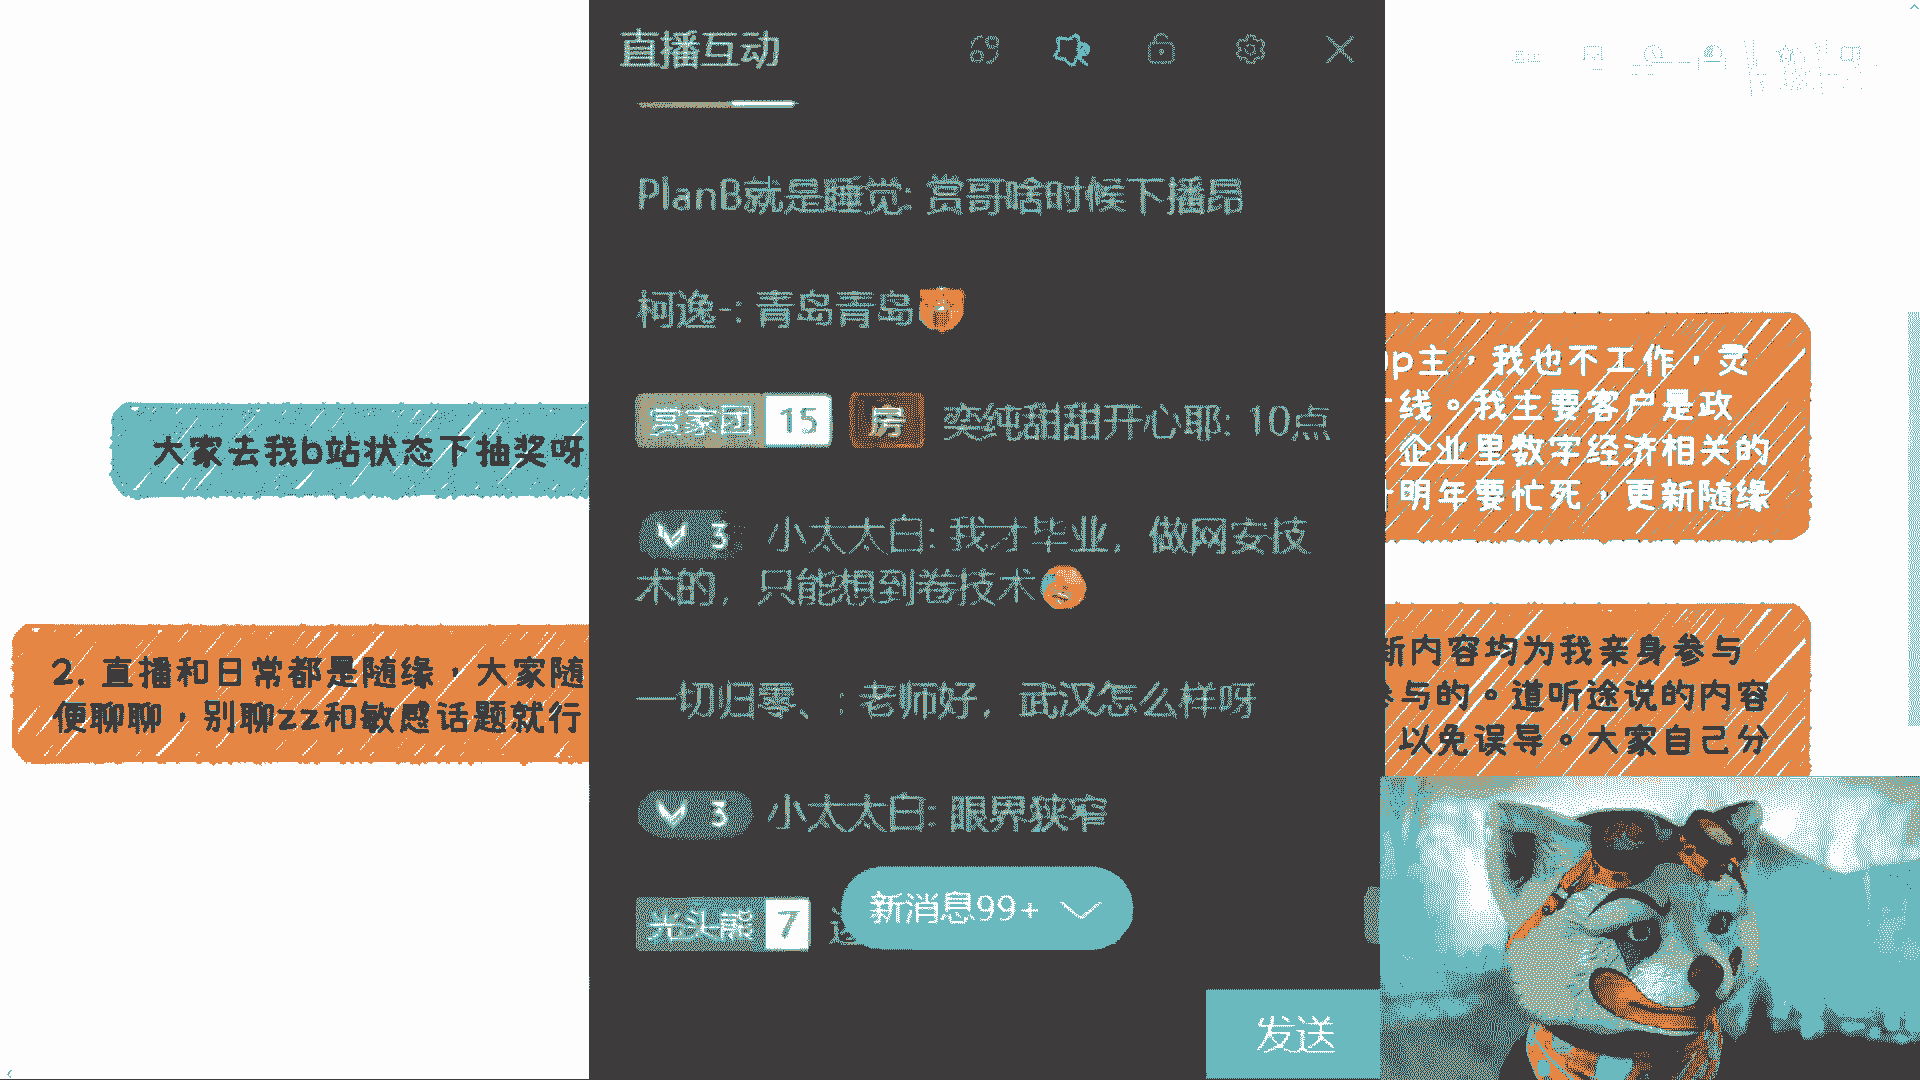 直播互动
PlanB就是睡觉: 赏哥啥时候下播昂
柯逸-: 青岛青岛
赏家团 15 房 奕纯甜甜开心耶: 10点
3 小太太白: 我才毕业，做网安技
术的，只能想到卷技术
一切归零、: 老师好，武汉怎么样呀
3 小太太白: 眼界狭窄
光头熊 7
新消息99+
发送
大家去我b站状态下抽奖呀
2. 直播和日常都是随缘，大家随
便聊聊，别聊zz和敏感话题就行
up主，我也不工作，灵
线。我主要客户是政
企业里数字经济相关的
明年要忙死，更新随缘
新内容均为我亲身参与
参与的。道听途说的内容
以免误导。大家自己分